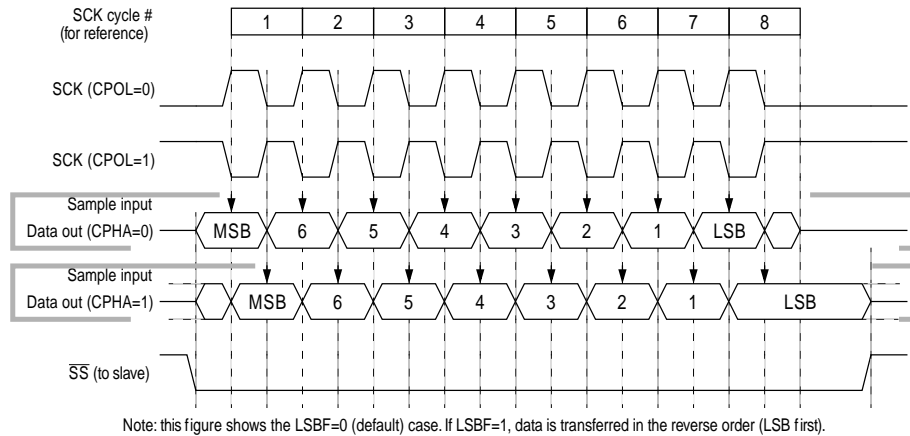 SCK cycle # 1 2 3 4 5 6 7 8
(for reference)
SCK (CPOL=0)
SCK (CPOL=1)
Sample input
Data out (CPHA=0) MSB 6 5 4 3 2 1 LSB
Sample input
Data out (CPHA=1) MSB 6 5 4 3 2 1 LSB
S̅S̅ (to slave)
Note: this figure shows the LSBF=0 (default) case. If LSBF=1, data is transferred in the reverse order (LSB first).